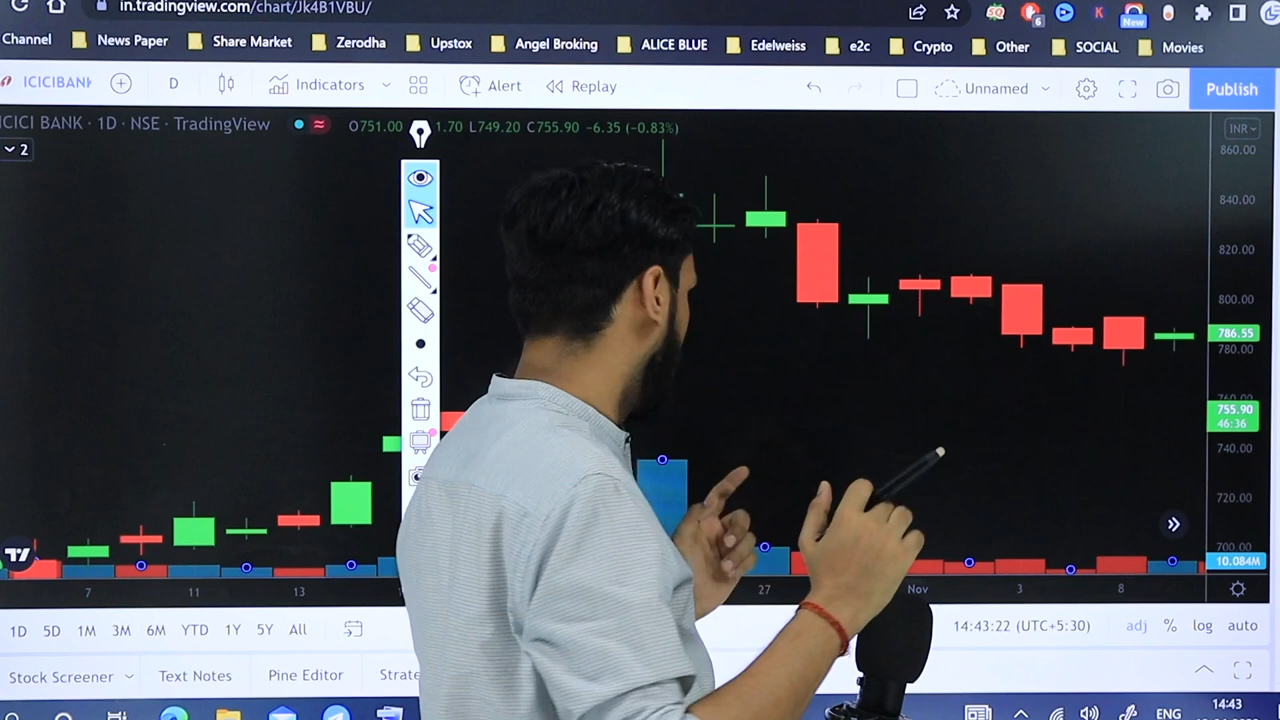 in.tradingview.com/chart/Jk4B1VBU/
6
New
Channel News Paper Share Market Zerodha Upstox Angel Broking ALICE BLUE Edelweiss e2c Crypto Other SOCIAL Movies
ICICIBANK D Indicators Alert Replay Unnamed Publish
ICICI BANK · 1D · NSE · TradingView O751.00 1.70 L749.20 C755.90 -6.35 (-0.83%) INR
2
860.00
840.00
820.00
800.00
786.55
780.00
755.90
46:36
740.00
720.00
700.00
10.084M
7 11 13 27 Nov 3 8
1D 5D 1M 3M 6M YTD 1Y 5Y All 14:43:22 (UTC+5:30) adj % log auto
Stock Screener Text Notes Pine Editor
ENG 14:43